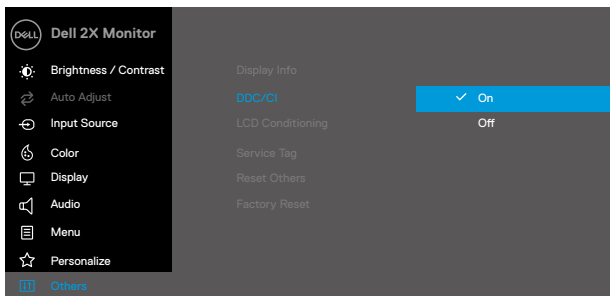 DELL
Dell 2X Monitor
Brightness / Contrast
Auto Adjust
Input Source
Color
Display
Audio
Menu
Personalize
Others
Display Info
DDC/CI
LCD Conditioning
Service Tag
Reset Others
Factory Reset
On
Off